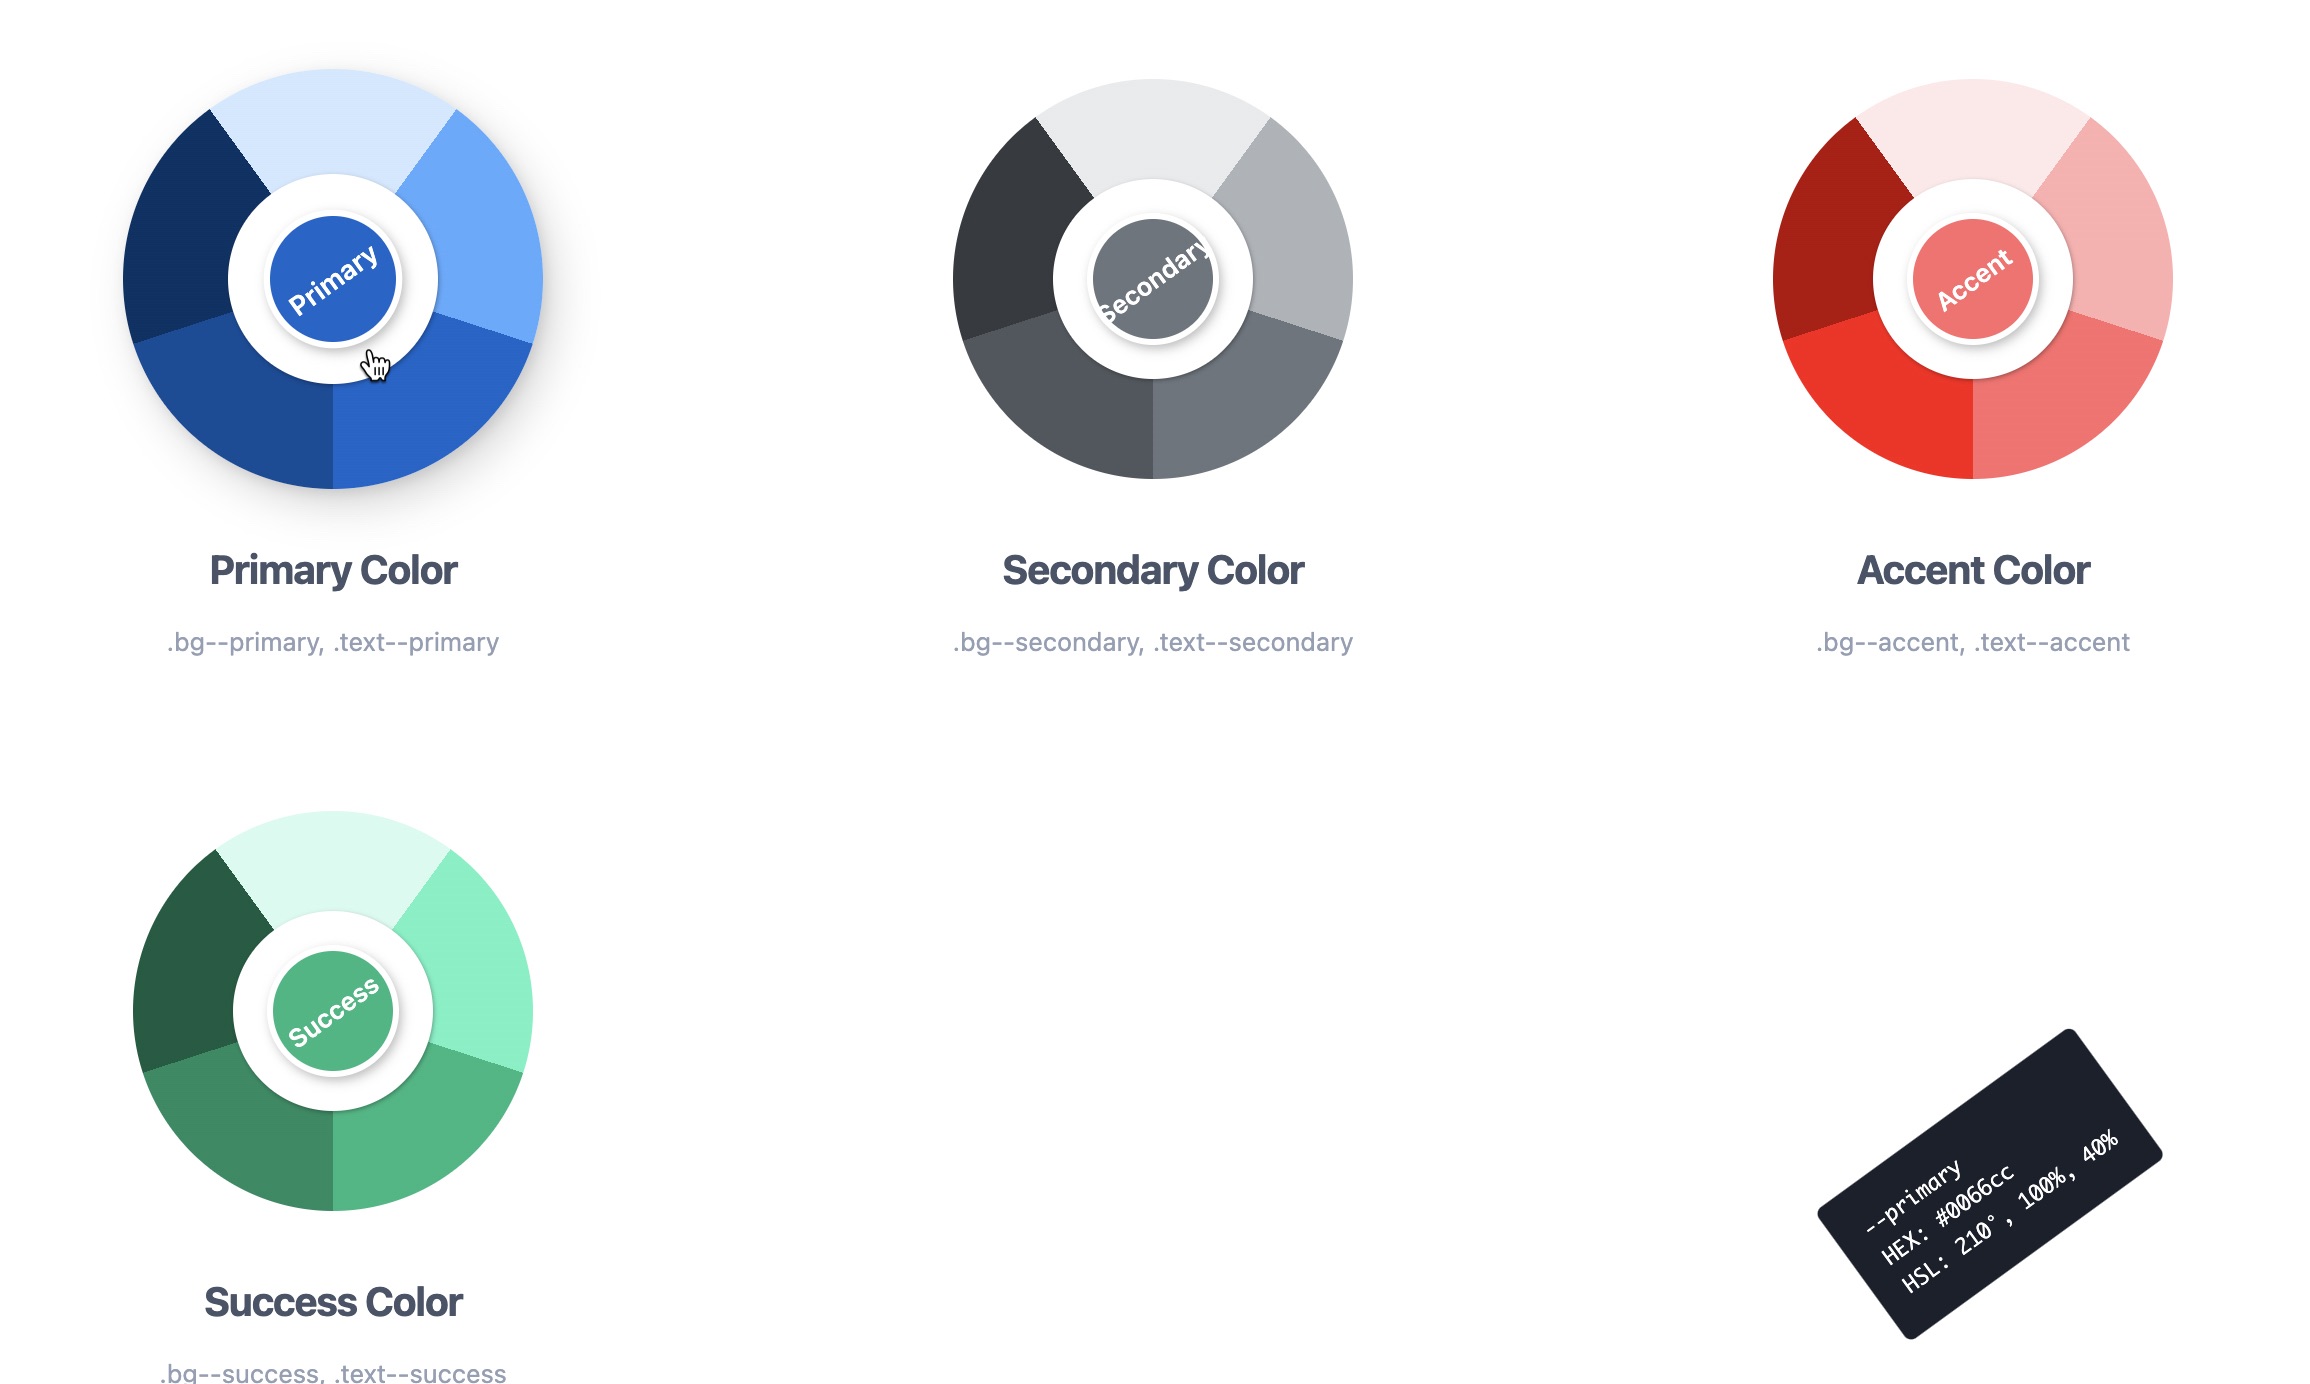 Primary
Secondary
Accent
Primary Color
Secondary Color
Accent Color
.bg--primary, .text--primary
.bg--secondary, .text--secondary
.bg--accent, .text--accent
Success
Success Color
.bg--success, .text--success
--primary
HEX: #0066cc
HSL: 210°, 100%, 40%